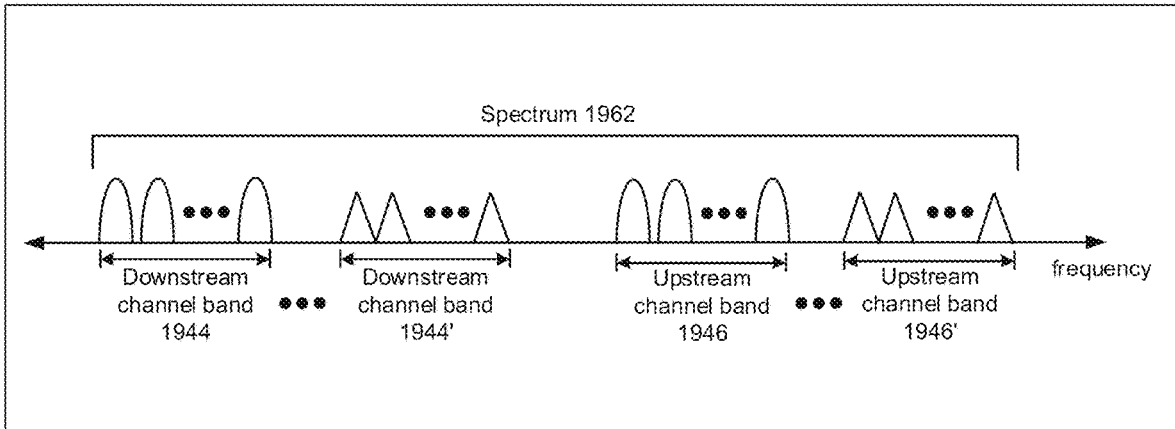 Spectrum 1962
frequency
Downstream
channel band
1944
Downstream
channel band
1944'
Upstream
channel band
1946
Upstream
channel band
1946'